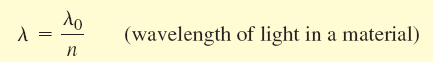 λ = λ₀/n (wavelength of light in a material)